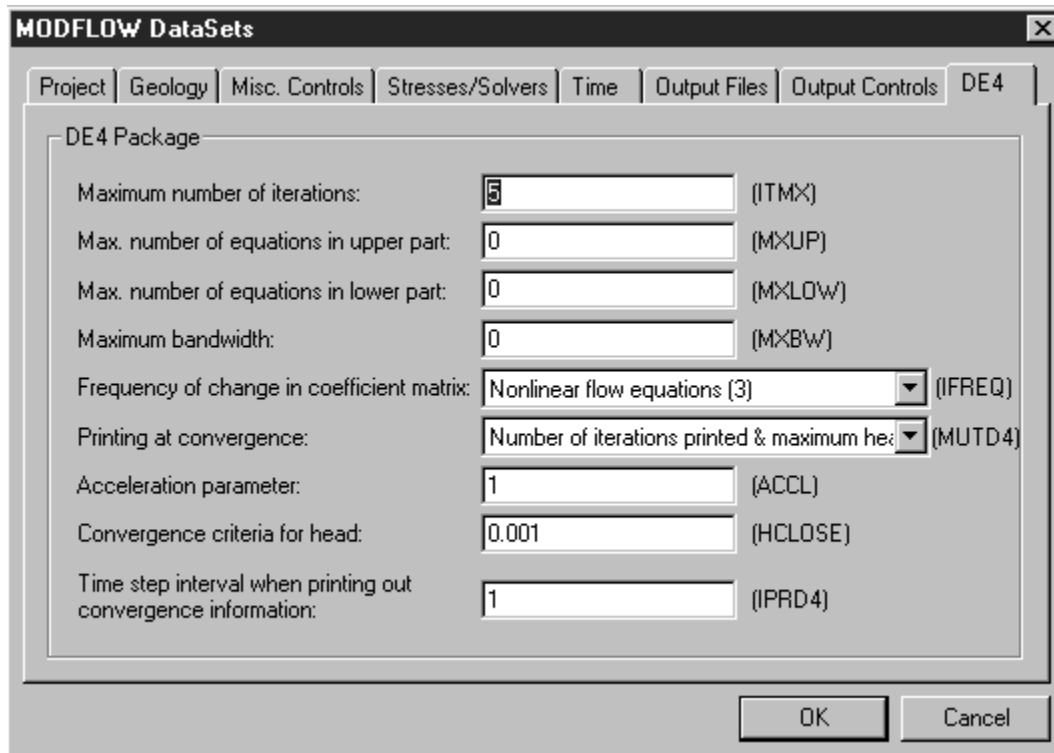 MODFLOW DataSets
Project Geology Misc. Controls Stresses/Solvers Time Output Files Output Controls DE4
DE4 Package
Maximum number of iterations: 5 (ITMX)
Max. number of equations in upper part: 0 (MXUP)
Max. number of equations in lower part: 0 (MXLOW)
Maximum bandwidth: 0 (MXBW)
Frequency of change in coefficient matrix: Nonlinear flow equations (3) (IFREQ)
Printing at convergence: Number of iterations printed & maximum hea (MUTD4)
Acceleration parameter: 1 (ACCL)
Convergence criteria for head: 0.001 (HCLOSE)
Time step interval when printing out
convergence information: 1 (IPRD4)
OK Cancel